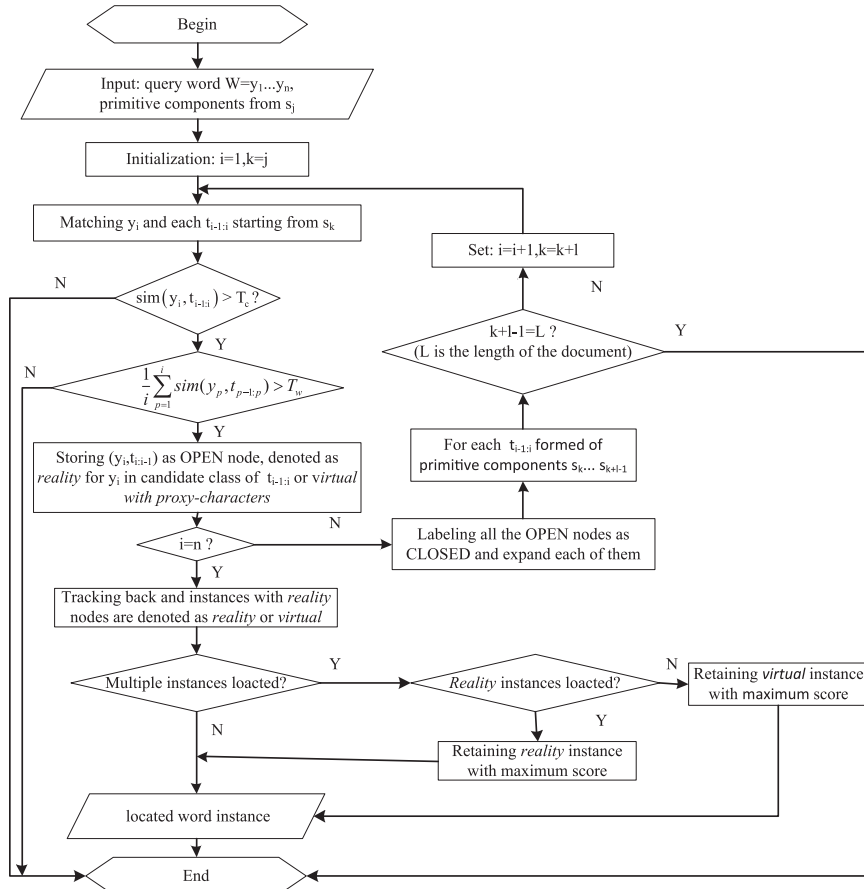 Begin
Input: query word W=y₁...yₙ,
primitive components from sⱼ
Initialization: i=1,k=j
Matching yᵢ and each tᵢ₋₁:ᵢ starting from sₖ
Set: i=i+1,k=k+l
N
sim(yᵢ, tᵢ₋₁:ᵢ) > T_c ?
N
Y
k+l-1=L ?
(L is the length of the document)
Y
N
\frac{1}{i}\sum_{p=1}^{i} sim(y_p, t_{p-1:p}) > T_w
Y
For each tᵢ₋₁:ᵢ formed of
primitive components sₖ... sₖ₊ₗ₋₁
Storing (yᵢ,tᵢ:ᵢ₋₁) as OPEN node, denoted as
reality for yᵢ in candidate class of tᵢ₋₁:ᵢ or virtual
with proxy-characters
N
i=n ?
Labeling all the OPEN nodes as
CLOSED and expand each of them
Y
Tracking back and instances with reality
nodes are denoted as reality or virtual
Multiple instances loacted?
Y
Reality instances loacted?
N
Retaining virtual instance
with maximum score
N
Y
Retaining reality instance
with maximum score
located word instance
End